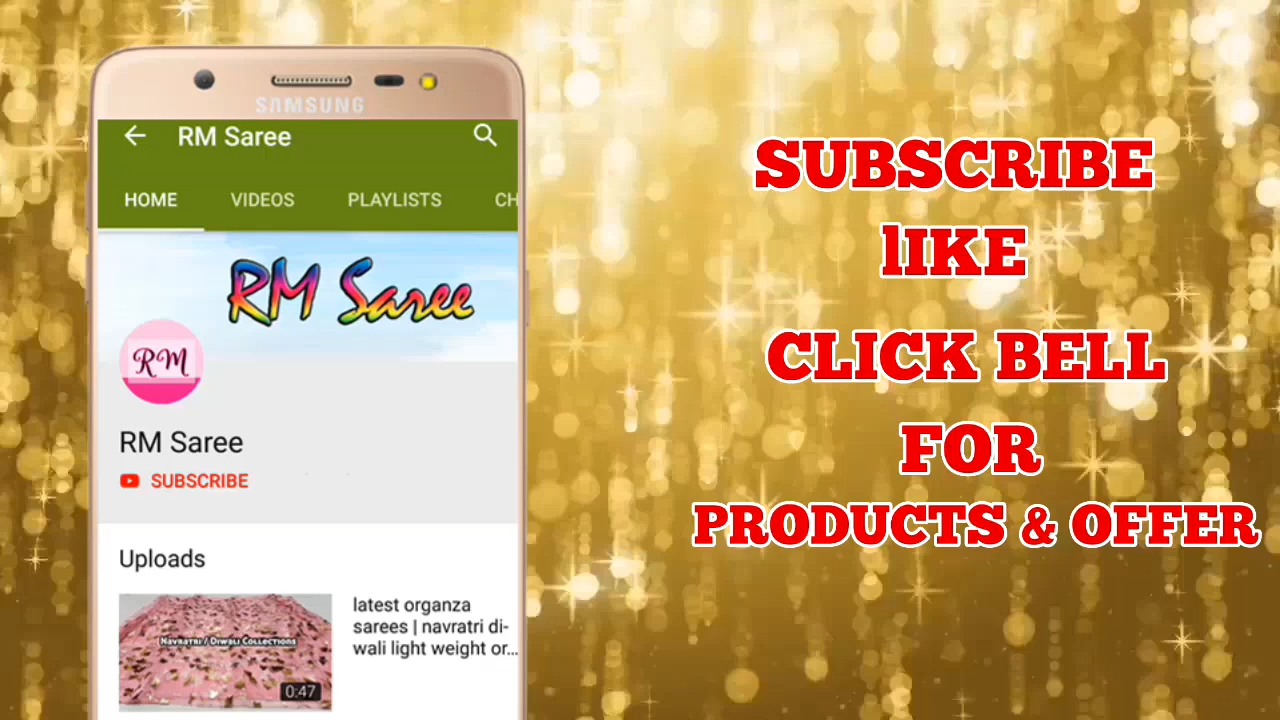 SAMSUNG
RM Saree
HOME VIDEOS PLAYLISTS CH
RM Saree
RM
RM Saree
SUBSCRIBE
Uploads
Navratri / Diwali Collections
0:47
latest organza
sarees | navratri di-
wali light weight or...
SUBSCRIBE
lIKE
CLICK BELL
FOR
PRODUCTS & OFFER